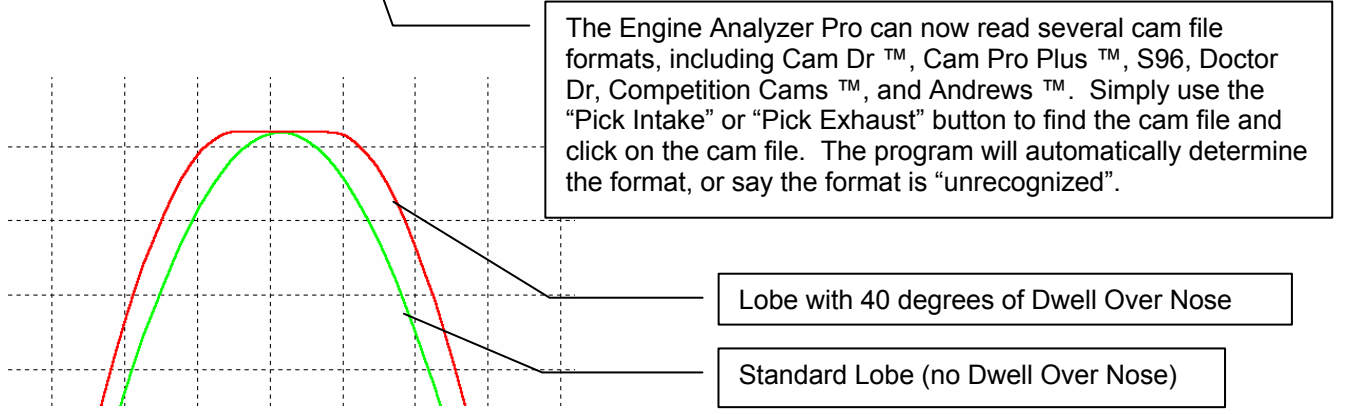 The Engine Analyzer Pro can now read several cam file
formats, including Cam Dr ™, Cam Pro Plus ™, S96, Doctor
Dr, Competition Cams ™, and Andrews ™.  Simply use the
“Pick Intake” or “Pick Exhaust” button to find the cam file and
click on the cam file.  The program will automatically determine
the format, or say the format is “unrecognized”.
Lobe with 40 degrees of Dwell Over Nose
Standard Lobe (no Dwell Over Nose)